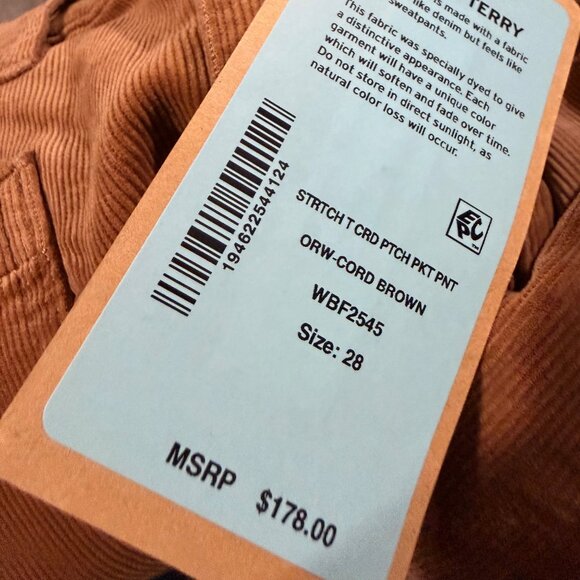 TERRY
is made with a fabric
like denim but feels like
sweatpants.
This fabric was specially dyed to give
a distinctive appearance. Each
garment will have a unique color
which will soften and fade over time.
Do not store in direct sunlight, as
natural color loss will occur.
194622544124
ECPC
STRTCH T CRD PTCH PKT PNT
ORW-CORD BROWN
WBF2545
Size: 28
MSRP $178.00